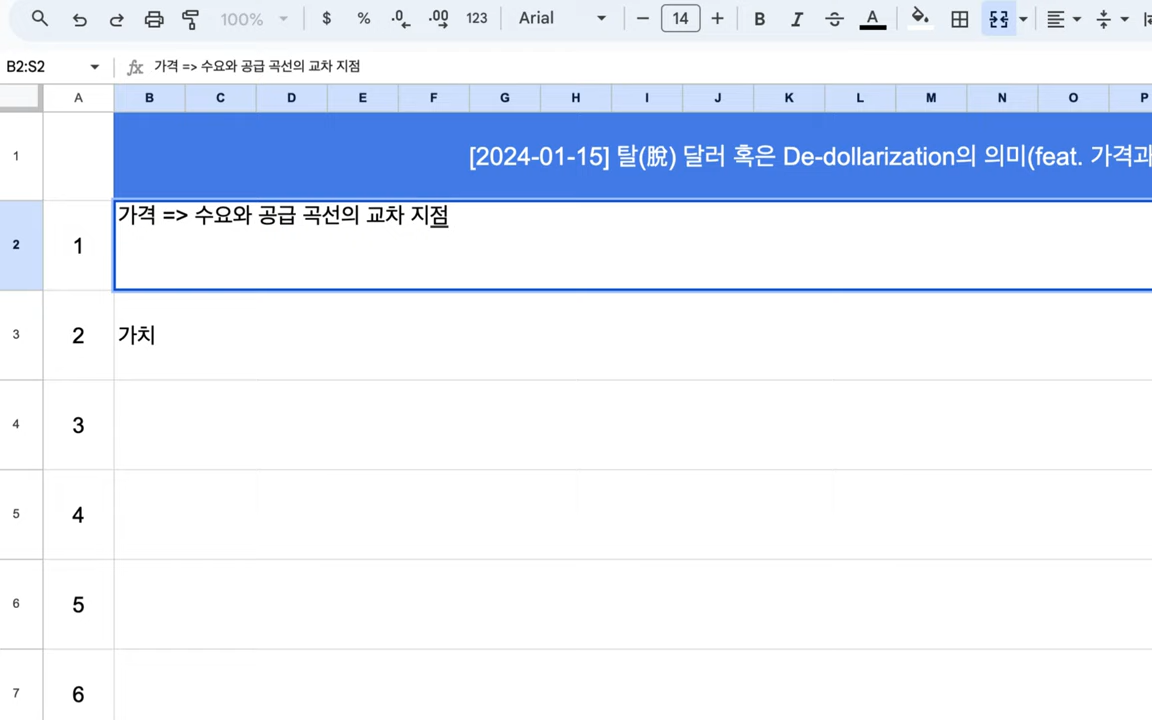 100% $ % .0 .00 123 Arial 14 B I S A
B2:S2 fx 가격 => 수요와 공급 곡선의 교차 지점
A B C D E F G H I J K L M N O P
1 [2024-01-15] 탈(脫) 달러 혹은 De-dollarization의 의미(feat. 가격과
2 1 가격 => 수요와 공급 곡선의 교차 지점
3 2 가치
4 3
5 4
6 5
7 6